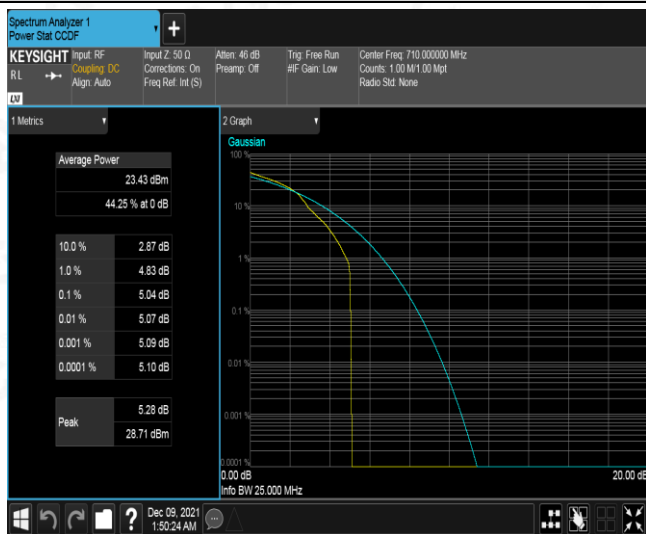 Spectrum Analyzer 1
Power Stat CCDF
+
KEYSIGHT
RL
LXI
Input: RF
Coupling: DC
Align: Auto
Input Z: 50 Ω
Corrections: On
Freq Ref: Int (S)
Atten: 46 dB
Preamp: Off
Trig: Free Run
#IF Gain: Low
Center Freq: 710.000000 MHz
Counts: 1.00 M/1.00 Mpt
Radio Std: None
1 Metrics
Average Power
23.43 dBm
44.25 % at 0 dB
10.0 % 2.87 dB
1.0 % 4.83 dB
0.1 % 5.04 dB
0.01 % 5.07 dB
0.001 % 5.09 dB
0.0001 % 5.10 dB
Peak
5.28 dB
28.71 dBm
2 Graph
Gaussian
100 %
10 %
1 %
0.1 %
0.01 %
0.001 %
0.0001 %
0.00 dB
20.00 dB
Info BW 25.000 MHz
?
Dec 09, 2021
1:50:24 AM